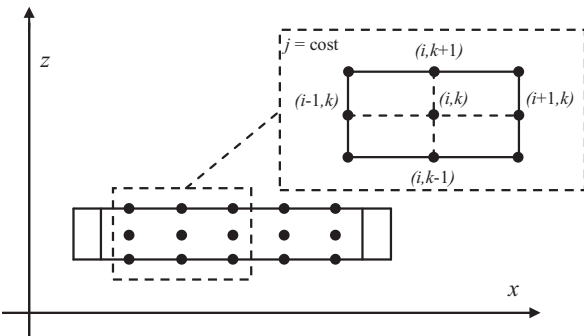 z
j = cost
(i,k+1)
(i-1,k)
(i,k)
(i+1,k)
(i,k-1)
x